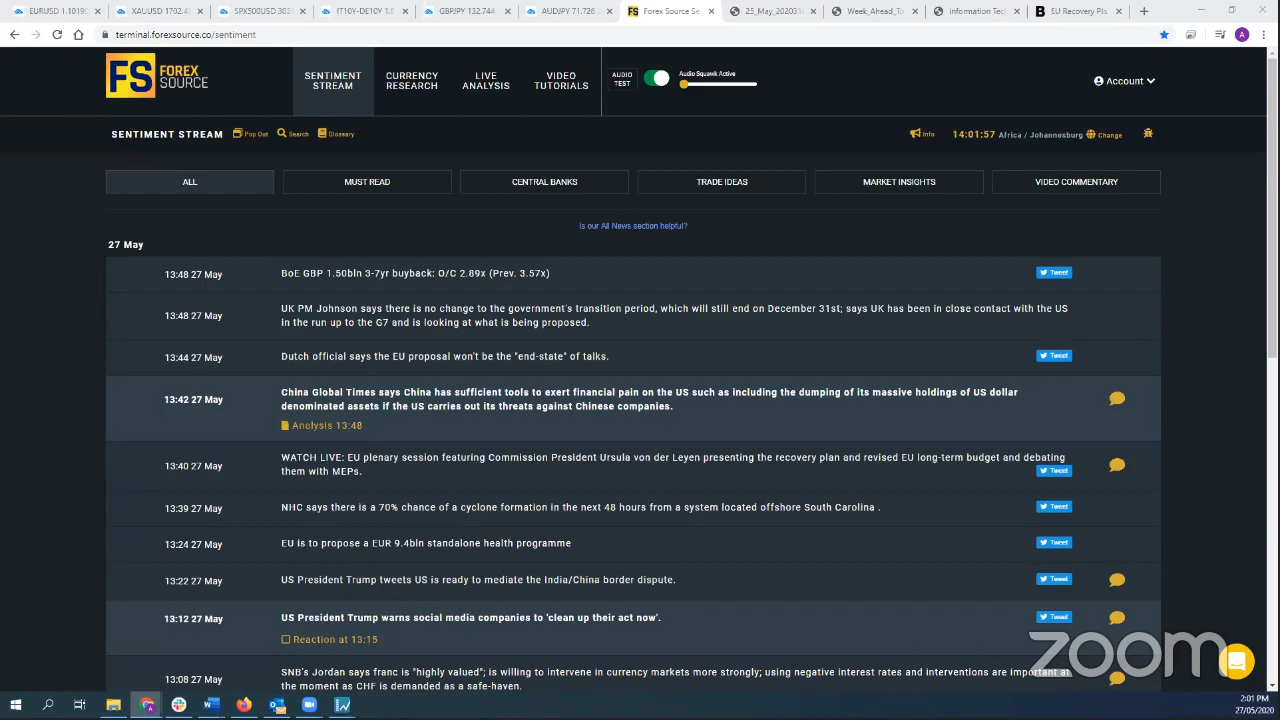 EURUSD 1.1019
XAUUSD 1702.4
SPX500USD 302
IT10Y-DE10Y 1.
GBPJPY 132.74
AUDJPY 71.726
Forex Source Se
25_May_202031
Week_Ahead_To
Information Tec
EU Recovery Pla
terminal.forexsource.co/sentiment
A
FS FOREX SOURCE
SENTIMENT STREAM
CURRENCY RESEARCH
LIVE ANALYSIS
VIDEO TUTORIALS
AUDIO TEST
Audio Squawk Active
Account
SENTIMENT STREAM Pop Out Search Glossary Info 14:01:57 Africa / Johannesburg Change
ALL MUST READ CENTRAL BANKS TRADE IDEAS MARKET INSIGHTS VIDEO COMMENTARY
Is our All News section helpful?
27 May
13:48 27 May BoE GBP 1.50bln 3-7yr buyback: O/C 2.89x (Prev. 3.57x) Tweet
13:48 27 May UK PM Johnson says there is no change to the government's transition period, which will still end on December 31st; says UK has been in close contact with the US
in the run up to the G7 and is looking at what is being proposed.
13:44 27 May Dutch official says the EU proposal won't be the "end-state" of talks. Tweet
13:42 27 May China Global Times says China has sufficient tools to exert financial pain on the US such as including the dumping of its massive holdings of US dollar
denominated assets if the US carries out its threats against Chinese companies.
Analysis 13:48
13:40 27 May WATCH LIVE: EU plenary session featuring Commission President Ursula von der Leyen presenting the recovery plan and revised EU long-term budget and debating
them with MEPs. Tweet
13:39 27 May NHC says there is a 70% chance of a cyclone formation in the next 48 hours from a system located offshore South Carolina . Tweet
13:24 27 May EU is to propose a EUR 9.4bln standalone health programme Tweet
13:22 27 May US President Trump tweets US is ready to mediate the India/China border dispute. Tweet
13:12 27 May US President Trump warns social media companies to 'clean up their act now'. Tweet
Reaction at 13:15
13:08 27 May SNB's Jordan says franc is "highly valued"; is willing to intervene in currency markets more strongly; using negative interest rates and interventions are important at
the moment as CHF is demanded as a safe-haven.
zoom
2:01 PM
27/05/2020